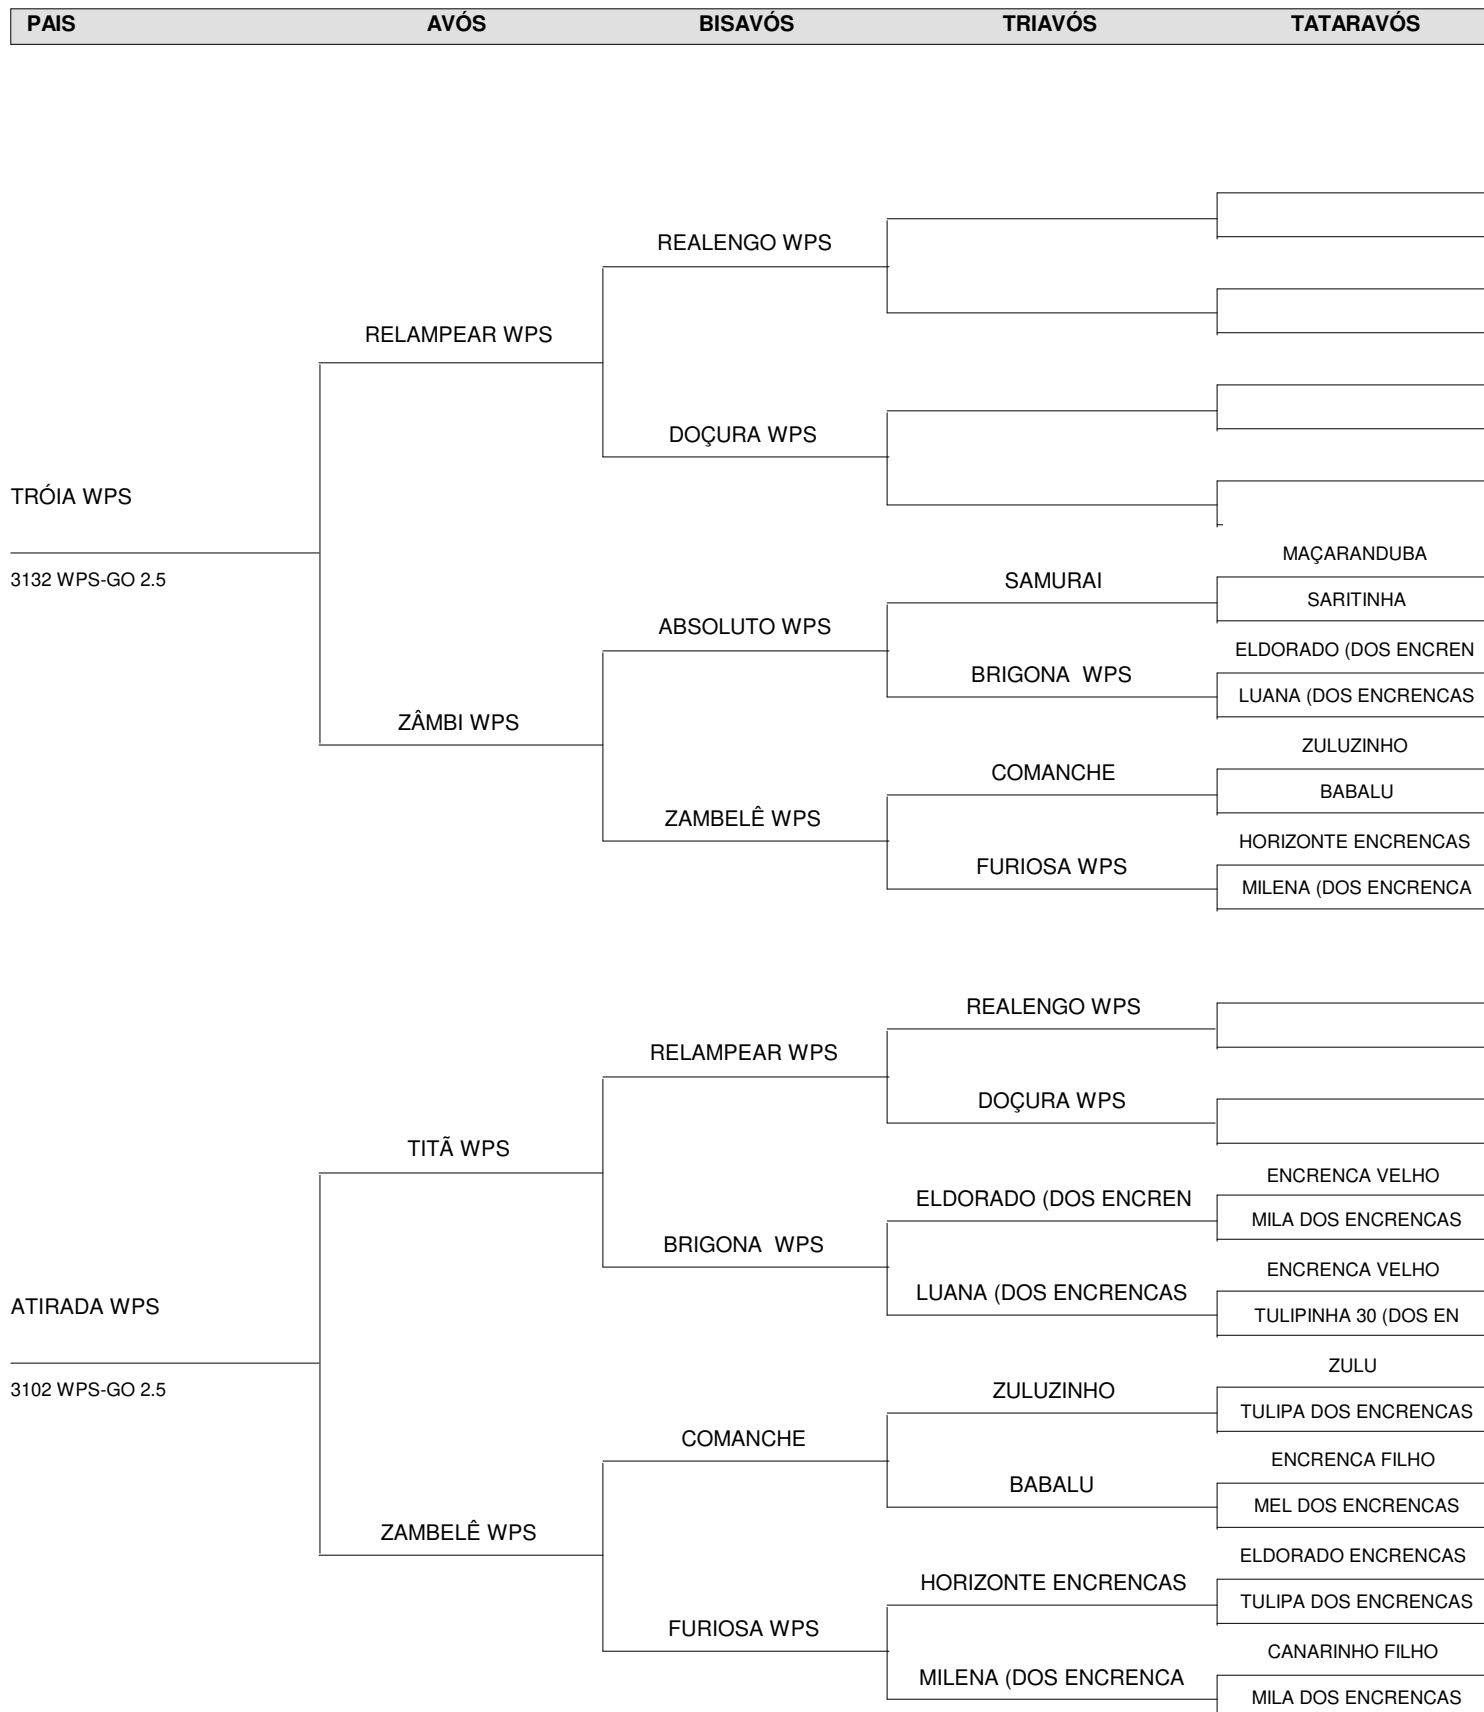 PAIS AVÓS BISAVÓS TRIAVÓS TATARAVÓS
REALENGO WPS
RELAMPEAR WPS
DOÇURA WPS
TRÓIA WPS
MAÇARANDUBA
3132 WPS-GO 2.5
SAMURAI
SARITINHA
ABSOLUTO WPS
ELDORADO (DOS ENCREN
BRIGONA  WPS
LUANA (DOS ENCRENCAS
ZÂMBI WPS
ZULUZINHO
COMANCHE
BABALU
ZAMBELÊ WPS
HORIZONTE ENCRENCAS
FURIOSA WPS
MILENA (DOS ENCRENCA
REALENGO WPS
RELAMPEAR WPS
DOÇURA WPS
TITÃ WPS
ENCRENCA VELHO
ELDORADO (DOS ENCREN
MILA DOS ENCRENCAS
BRIGONA  WPS
ENCRENCA VELHO
LUANA (DOS ENCRENCAS
ATIRADA WPS
TULIPINHA 30 (DOS EN
ZULU
3102 WPS-GO 2.5
ZULUZINHO
TULIPA DOS ENCRENCAS
COMANCHE
ENCRENCA FILHO
BABALU
MEL DOS ENCRENCAS
ZAMBELÊ WPS
ELDORADO ENCRENCAS
HORIZONTE ENCRENCAS
TULIPA DOS ENCRENCAS
FURIOSA WPS
CANARINHO FILHO
MILENA (DOS ENCRENCA
MILA DOS ENCRENCAS